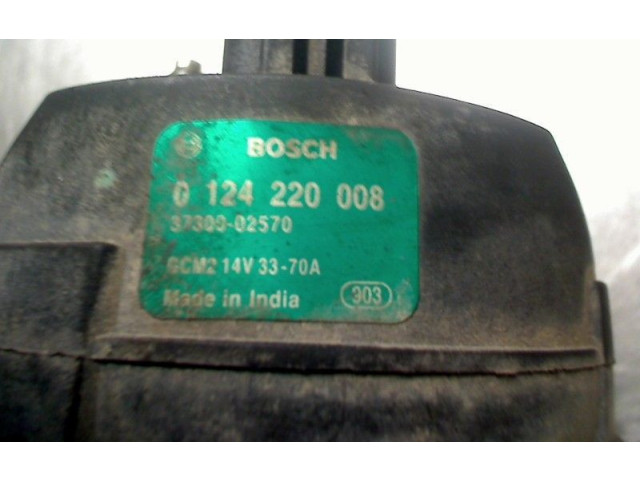 BOSCH
0 124 220 008
37300-02570
GCM2 14V 33-70A
Made in India 303